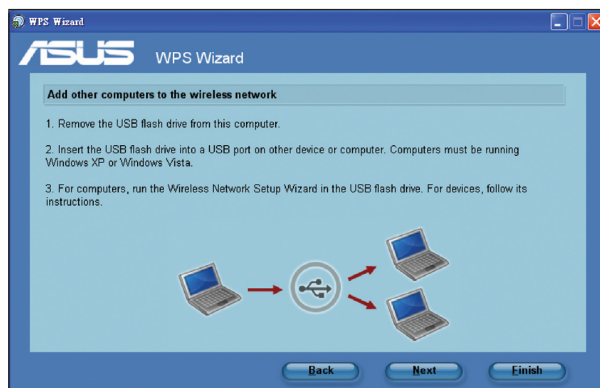 WPS Wizard
ASUS WPS Wizard
Add other computers to the wireless network
1. Remove the USB flash drive from this computer.
2. Insert the USB flash drive into a USB port on other device or computer. Computers must be running
Windows XP or Windows Vista.
3. For computers, run the Wireless Network Setup Wizard in the USB flash drive. For devices, follow its
instructions.
Back Next Finish